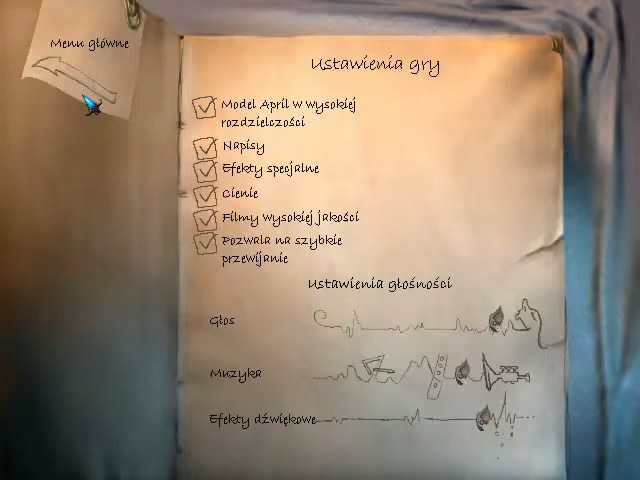 Menu główne
Ustawienia gry
Model April w wysokiej
rozdzielczości
Napisy
Efekty specjalne
Cienie
Filmy wysokiej jakości
Pozwala na szybkie
przewijanie
Ustawienia głośności
Głos
Muzyka
Efekty dźwiękowe